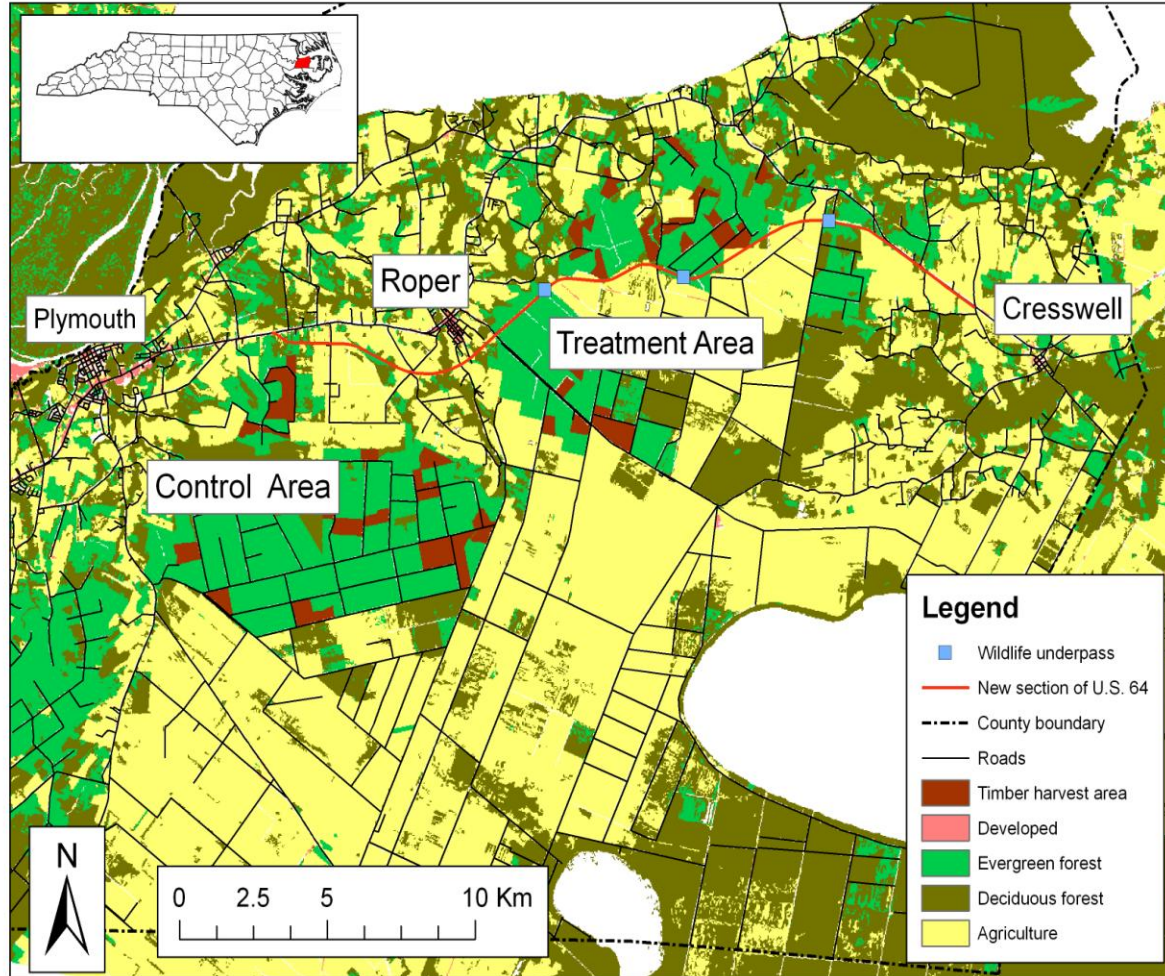 Roper
Plymouth
Cresswell
Treatment Area
Control Area
Legend
Wildlife underpass
New section of U.S. 64
County boundary
Roads
Timber harvest area
Developed
Evergreen forest
Deciduous forest
Agriculture
N
0 2.5 5 10 Km